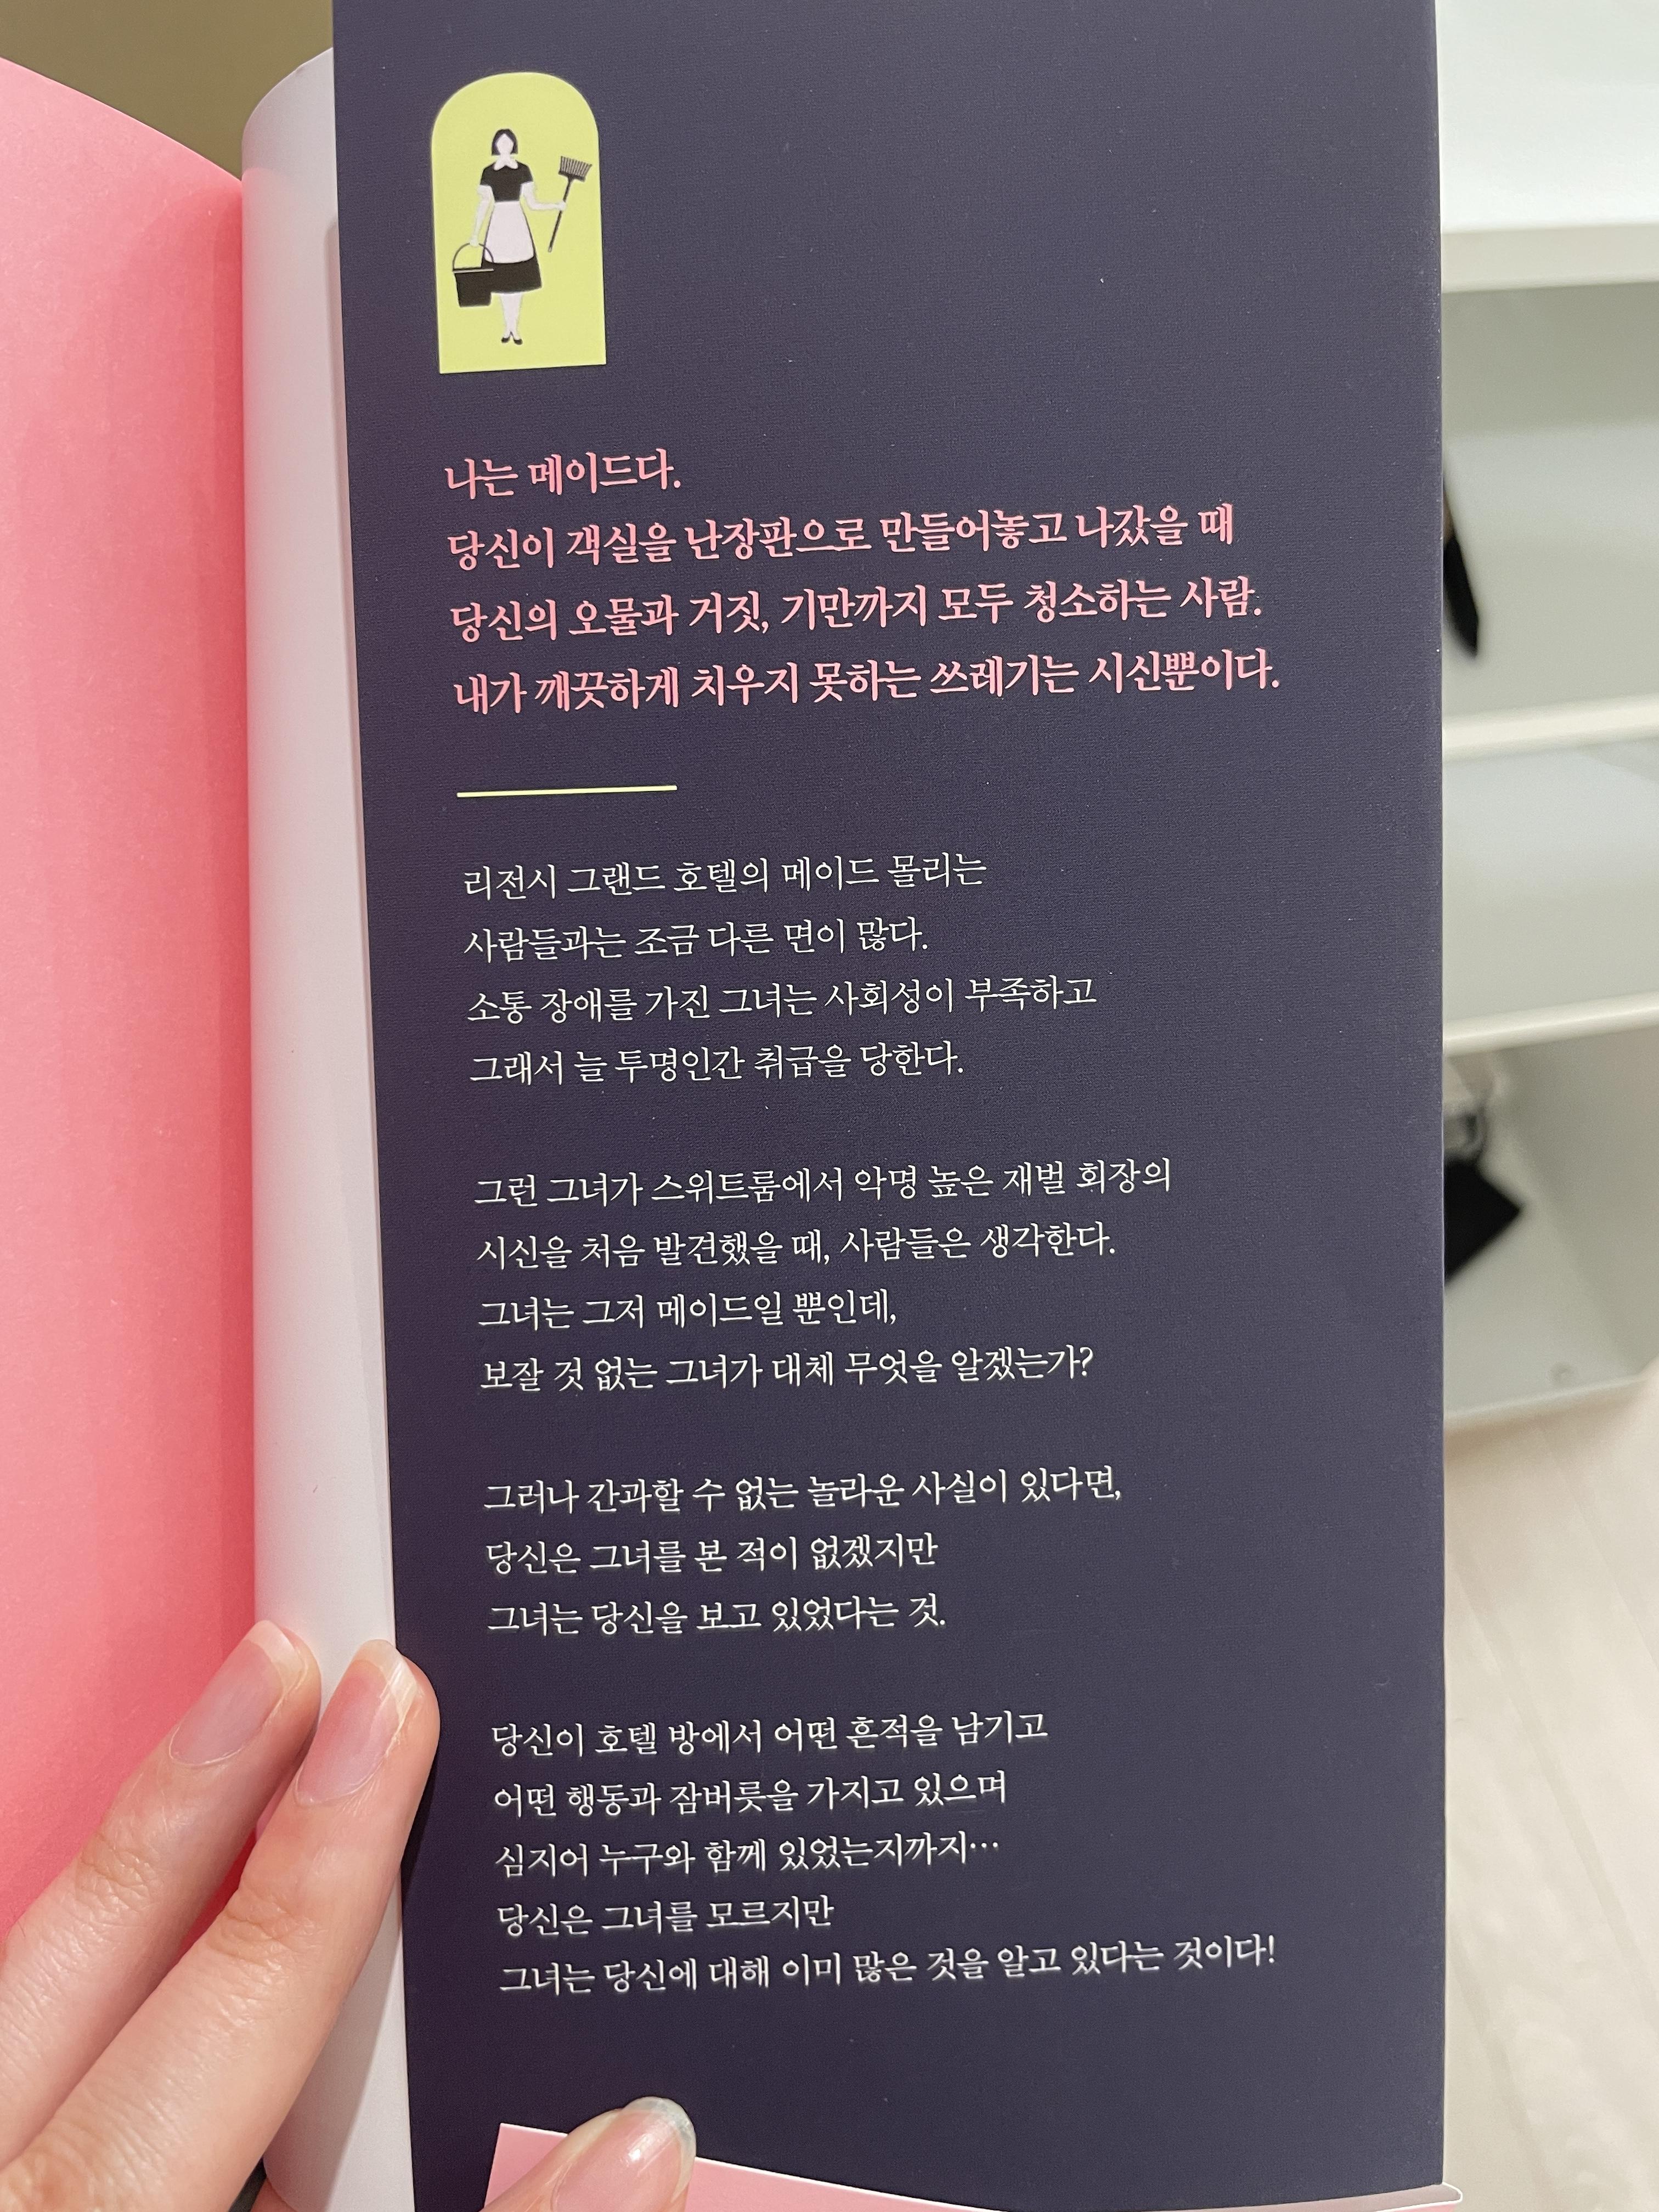 나는 메이드다.
당신이 객실을 난장판으로 만들어놓고 나갔을 때
당신의 오물과 거짓, 기만까지 모두 청소하는 사람.
내가 깨끗하게 치우지 못하는 쓰레기는 시신뿐이다.
리전시 그랜드 호텔의 메이드 몰리는
사람들과는 조금 다른 면이 많다.
소통 장애를 가진 그녀는 사회성이 부족하고
그래서 늘 투명인간 취급을 당한다.
그런 그녀가 스위트룸에서 악명 높은 재벌 회장의
시신을 처음 발견했을 때, 사람들은 생각한다.
그녀는 그저 메이드일 뿐인데,
보잘 것 없는 그녀가 대체 무엇을 알겠는가?
그러나 간과할 수 없는 놀라운 사실이 있다면,
당신은 그녀를 본 적이 없겠지만
그녀는 당신을 보고 있었다는 것.
당신이 호텔 방에서 어떤 흔적을 남기고
어떤 행동과 잠버릇을 가지고 있으며
심지어 누구와 함께 있었는지까지…
당신은 그녀를 모르지만
그녀는 당신에 대해 이미 많은 것을 알고 있다는 것이다!